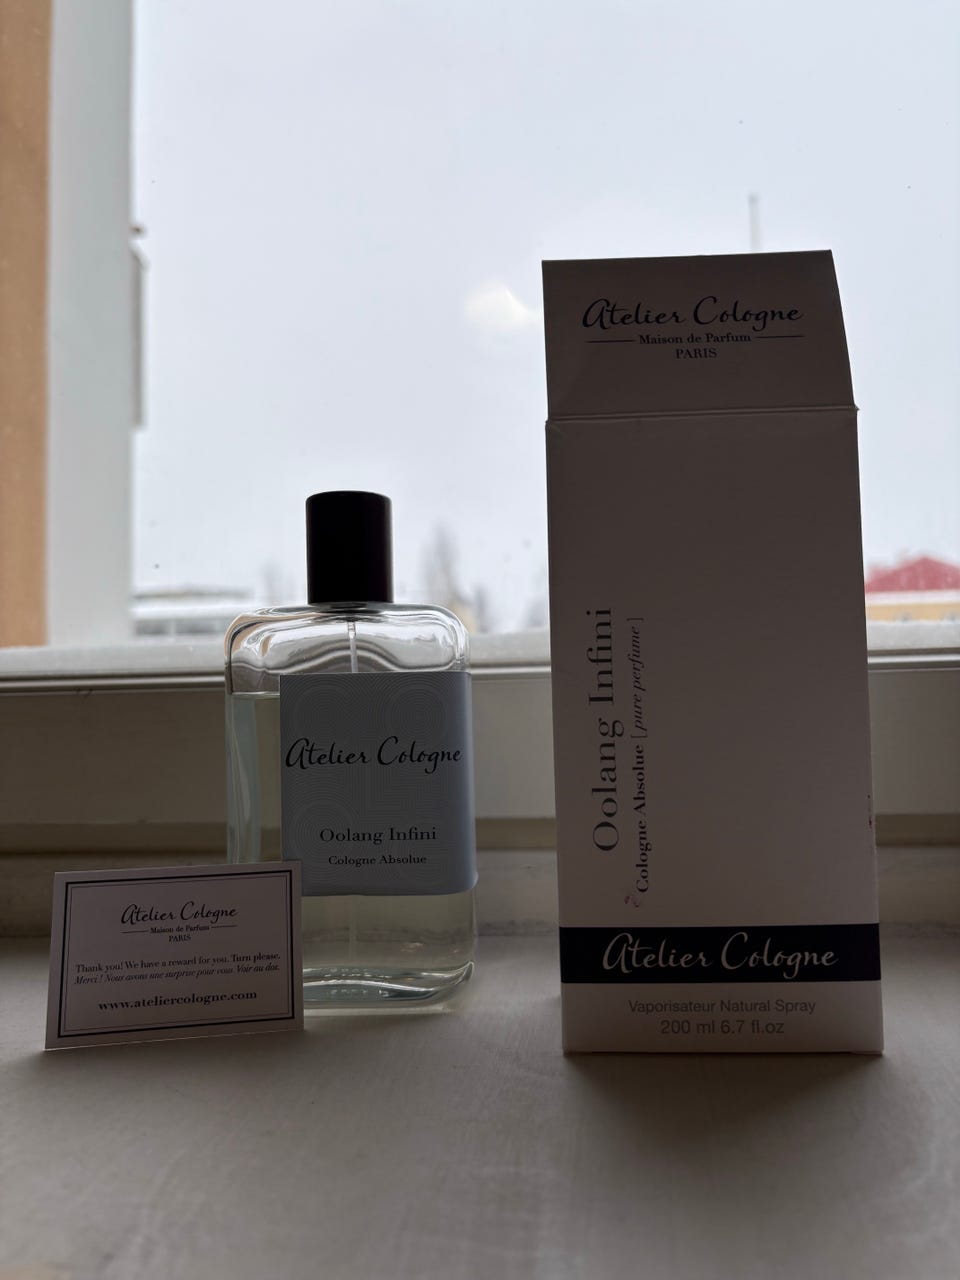 Atelier Cologne
Maison de Parfum
PARIS
Oolang Infini
Cologne Absolue [pure perfume]
Atelier Cologne
Vaporisateur Natural Spray
200 ml 6.7 fl.oz
Atelier Cologne
Oolang Infini
Cologne Absolue
Atelier Cologne
Maison de Parfum
PARIS
Thank you! We have a reward for you. Turn please.
Merci ! Nous avons une surprise pour vous. Voir au dos.
www.ateliercologne.com